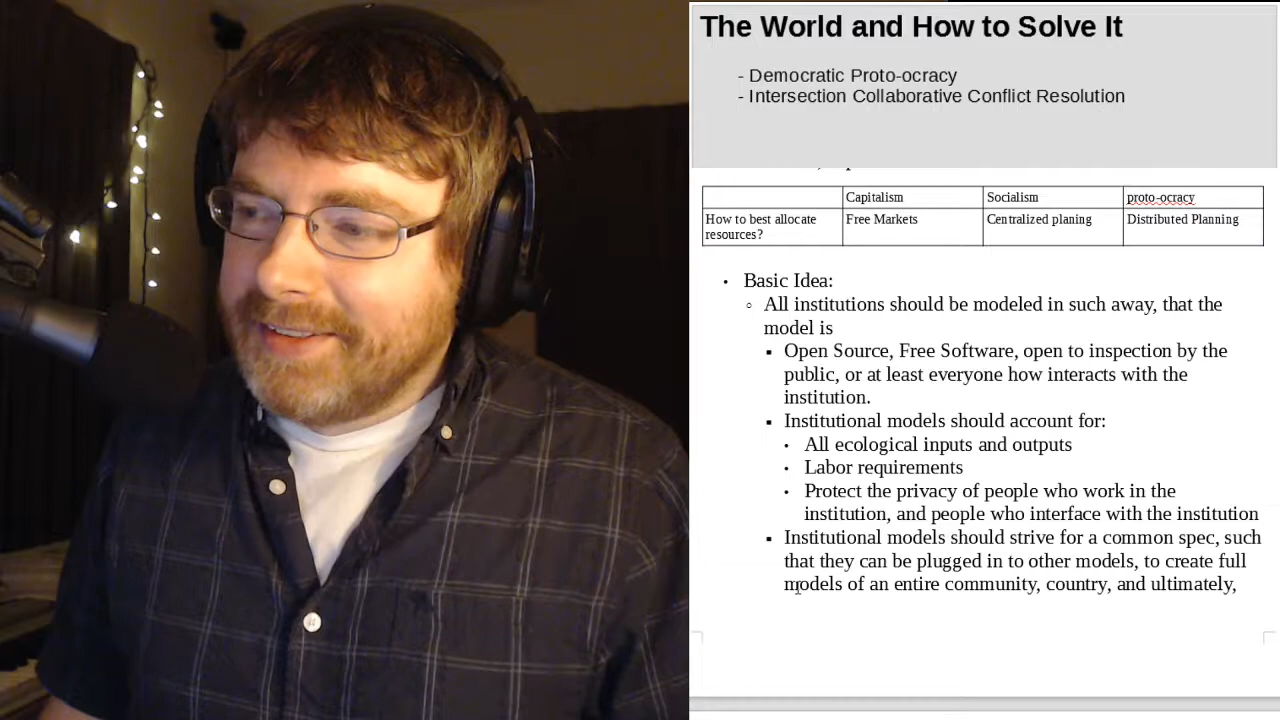 The World and How to Solve It
- Democratic Proto-ocracy
- Intersection Collaborative Conflict Resolution
Capitalism Socialism proto-ocracy
How to best allocate Free Markets Centralized planing Distributed Planning
resources?
• Basic Idea:
◦ All institutions should be modeled in such away, that the
model is
▪ Open Source, Free Software, open to inspection by the
public, or at least everyone how interacts with the
institution.
▪ Institutional models should account for:
• All ecological inputs and outputs
• Labor requirements
• Protect the privacy of people who work in the
institution, and people who interface with the institution
▪ Institutional models should strive for a common spec, such
that they can be plugged in to other models, to create full
models of an entire community, country, and ultimately,